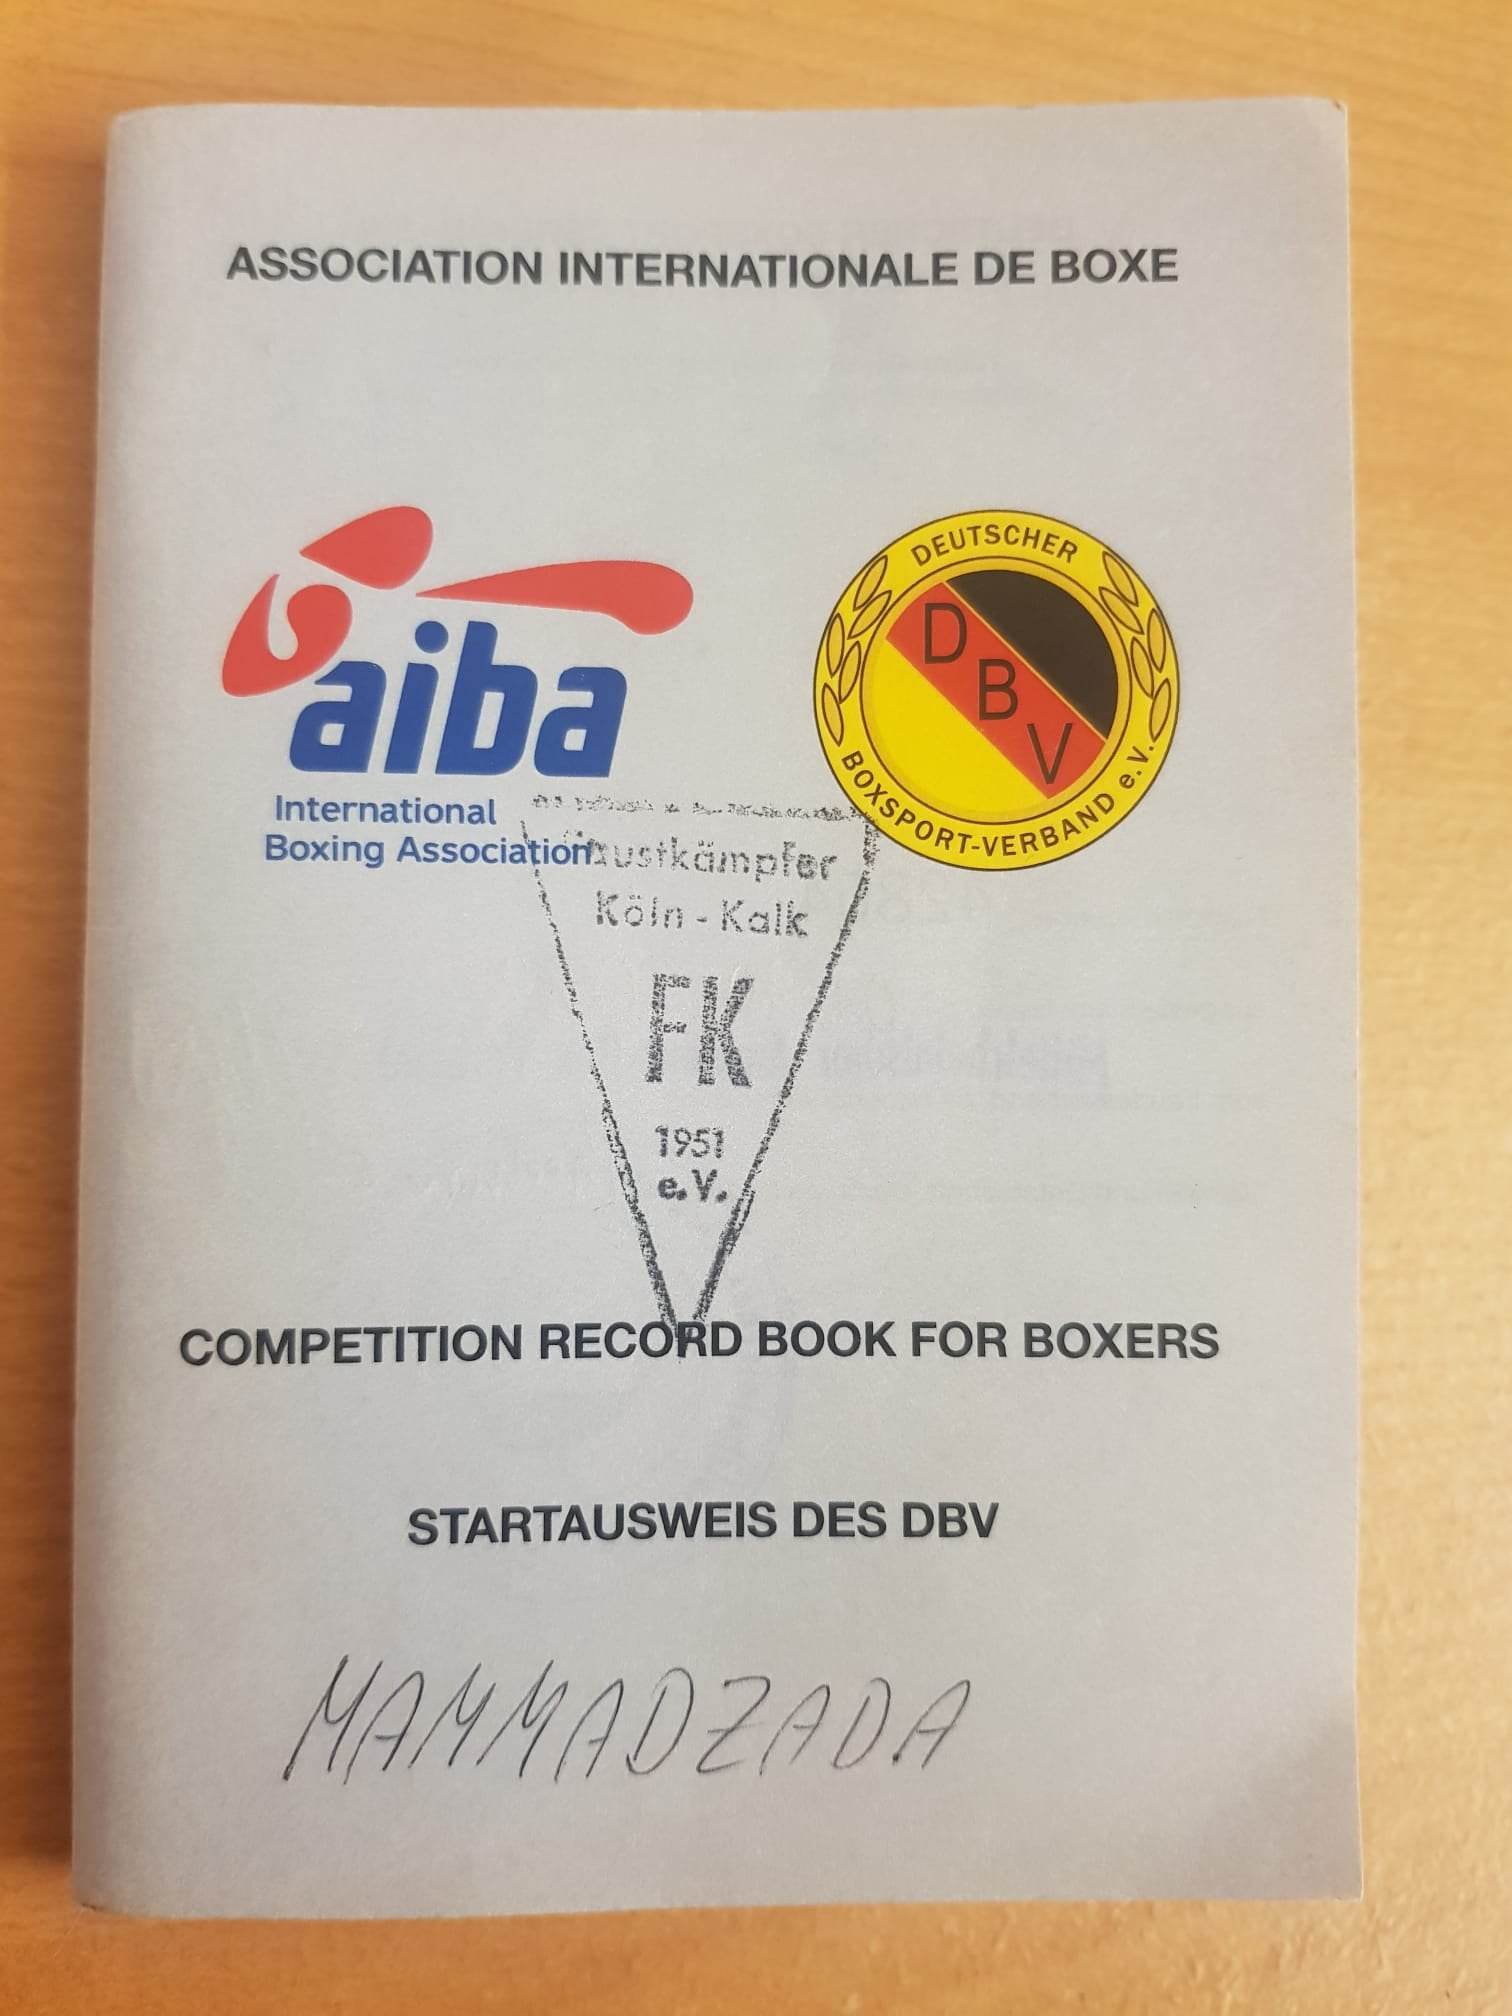 ASSOCIATION INTERNATIONALE DE BOXE
aiba
International
Boxing Association
DEUTSCHER
BOXSPORT-VERBAND e.V.
D
B
V
Köln - Kalk
FK
1951
e.V.
COMPETITION RECORD BOOK FOR BOXERS
STARTAUSWEIS DES DBV
MAMMADZADA